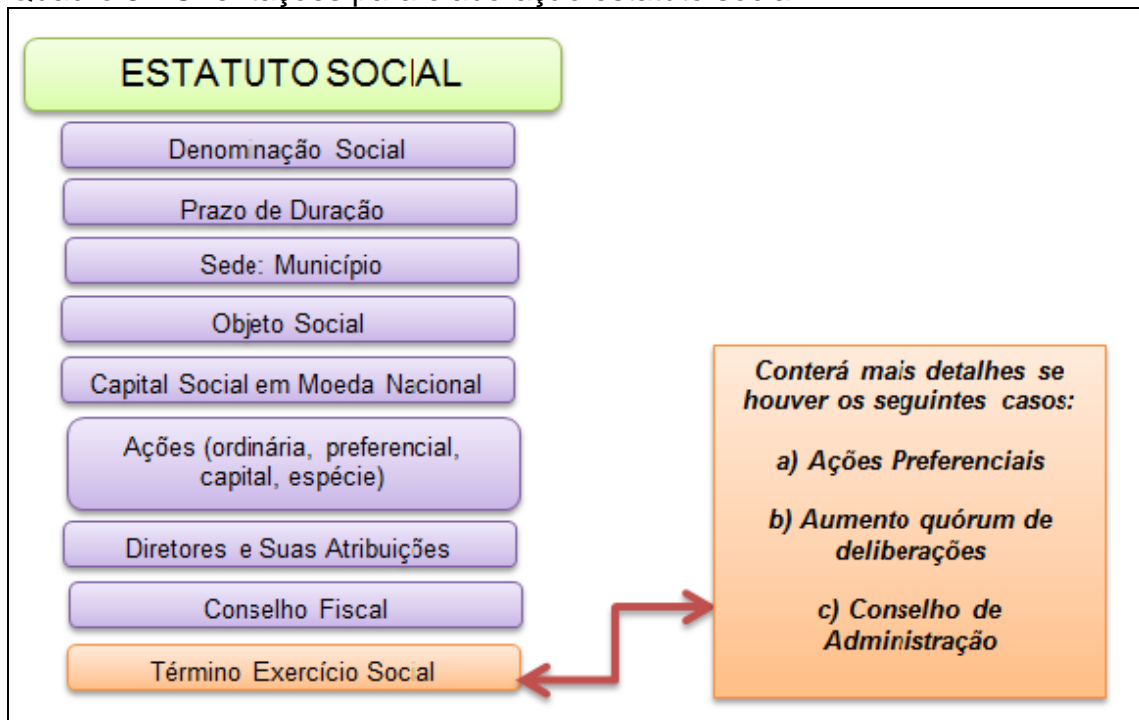 ESTATUTO SOCIAL
Denominação Social
Prazo de Duração
Sede: Município
Objeto Social
Capital Social em Moeda Nacional
Ações (ordinária, preferencial,
capital, espécie)
Diretores e Suas Atribuições
Conselho Fiscal
Término Exercício Social
Conterá mais detalhes se
houver os seguintes casos:
a) Ações Preferenciais
b) Aumento quórum de
deliberações
c) Conselho de
Administração